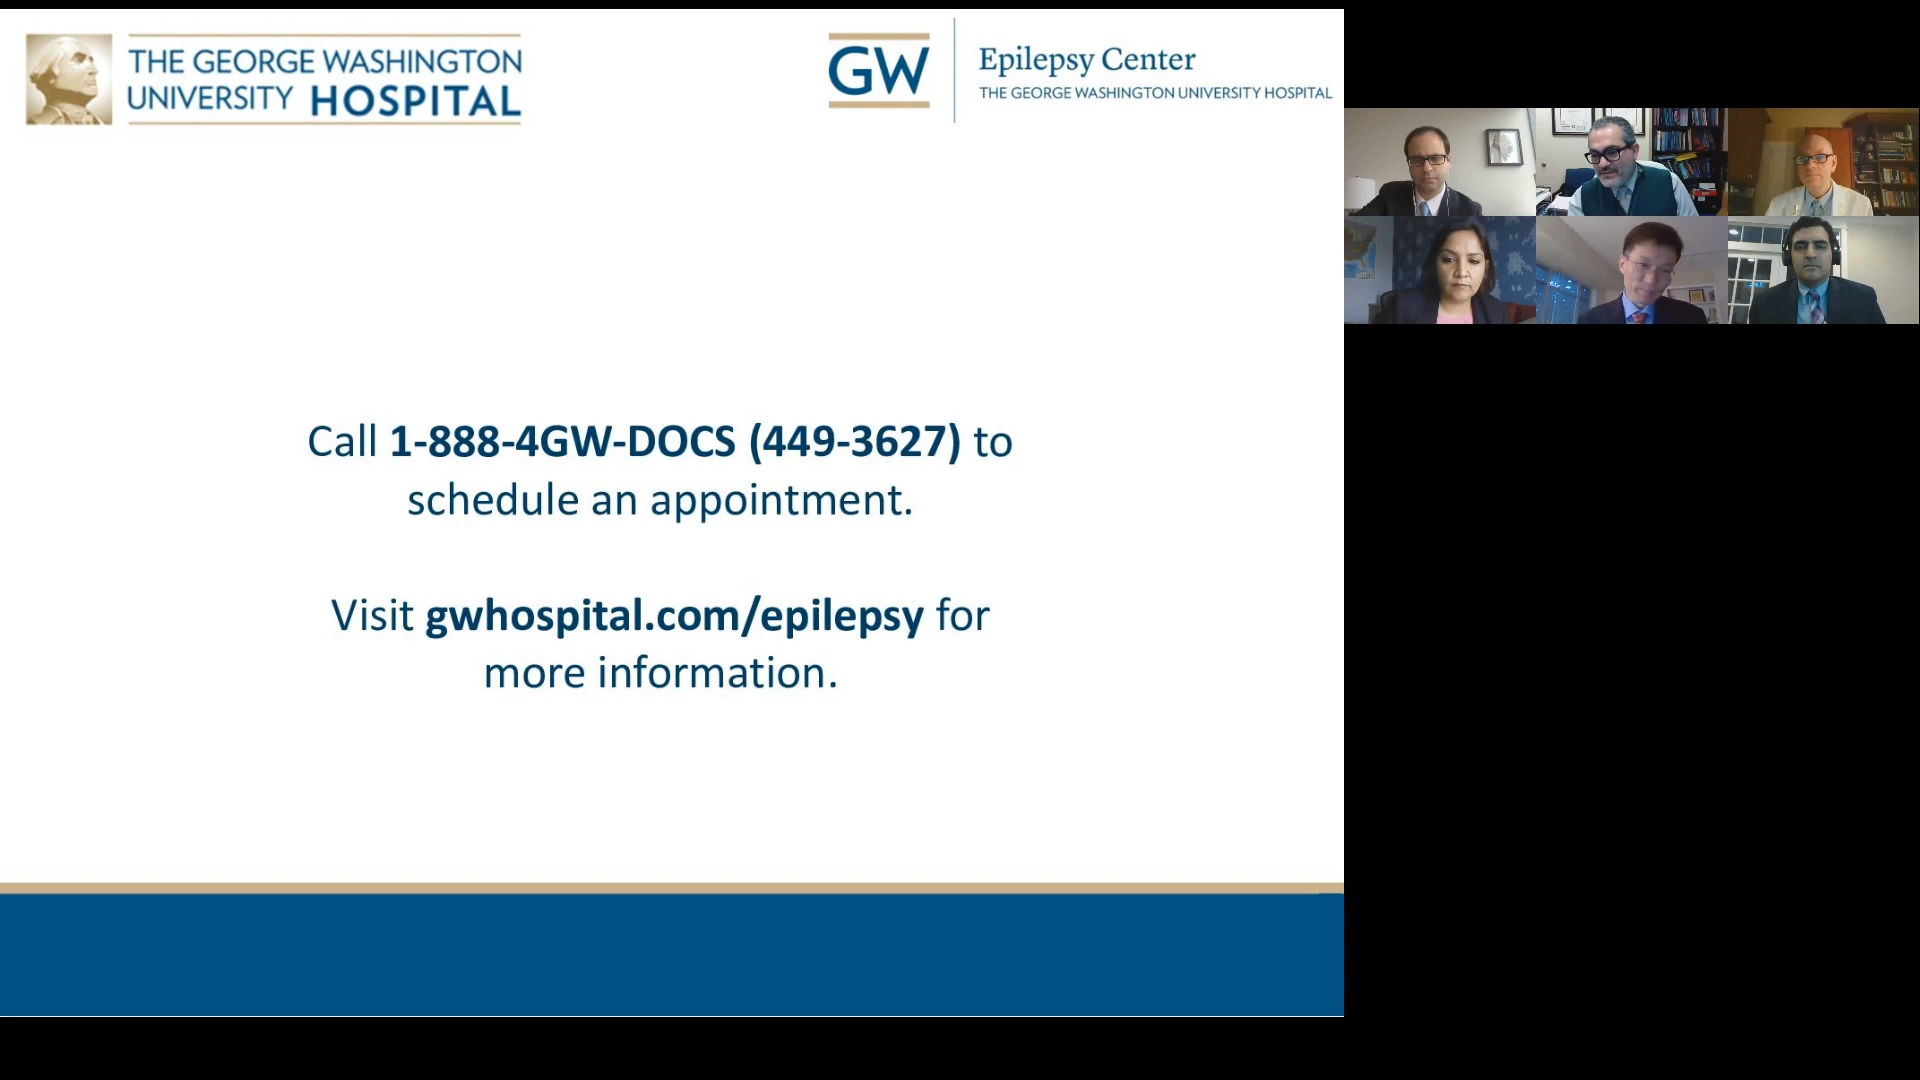 THE GEORGE WASHINGTON
UNIVERSITY HOSPITAL
GW
Epilepsy Center
THE GEORGE WASHINGTON UNIVERSITY HOSPITAL
Call 1-888-4GW-DOCS (449-3627) to
schedule an appointment.
Visit gwhospital.com/epilepsy for
more information.